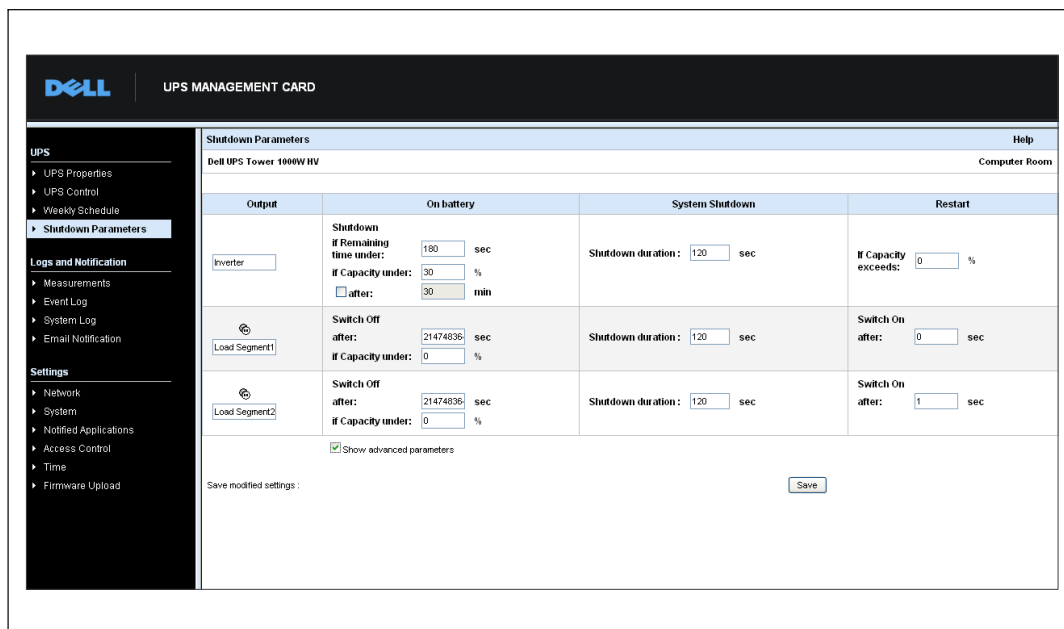 DELL
UPS MANAGEMENT CARD
UPS
UPS Properties
UPS Control
Weekly Schedule
Shutdown Parameters
Logs and Notification
Measurements
Event Log
System Log
Email Notification
Settings
Network
System
Notified Applications
Access Control
Time
Firmware Upload
Shutdown Parameters Help
Dell UPS Tower 1000W HV Computer Room
Output On battery System Shutdown Restart
Inverter
Shutdown
if Remaining
time under: 180 sec
if Capacity under: 30 %
after: 30 min
Shutdown duration : 120 sec
If Capacity
exceeds: 0 %
Load Segment1
Switch Off
after: 21474836 sec
if Capacity under: 0 %
Shutdown duration : 120 sec
Switch On
after: 0 sec
Load Segment2
Switch Off
after: 21474836 sec
if Capacity under: 0 %
Shutdown duration : 120 sec
Switch On
after: 1 sec
Show advanced parameters
Save modified settings :
Save